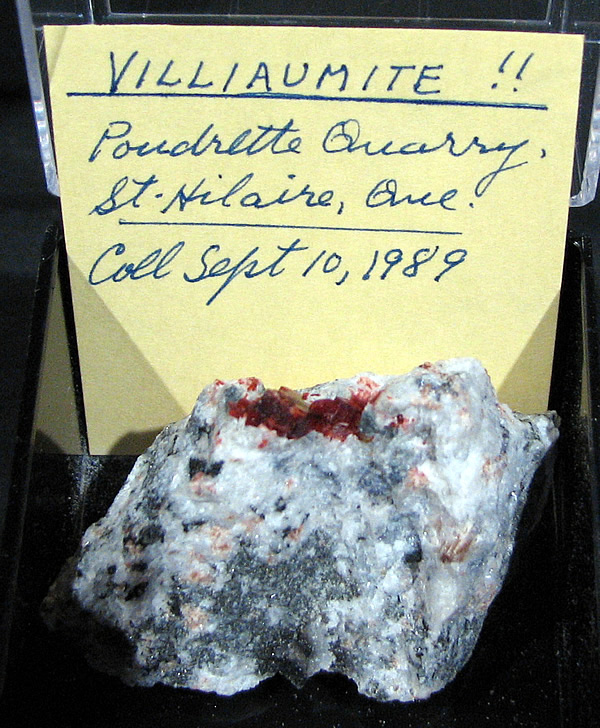 VILLIAUMITE !!
Poudrette Quarry,
St-Hilaire, Que.
Coll Sept 10, 1989